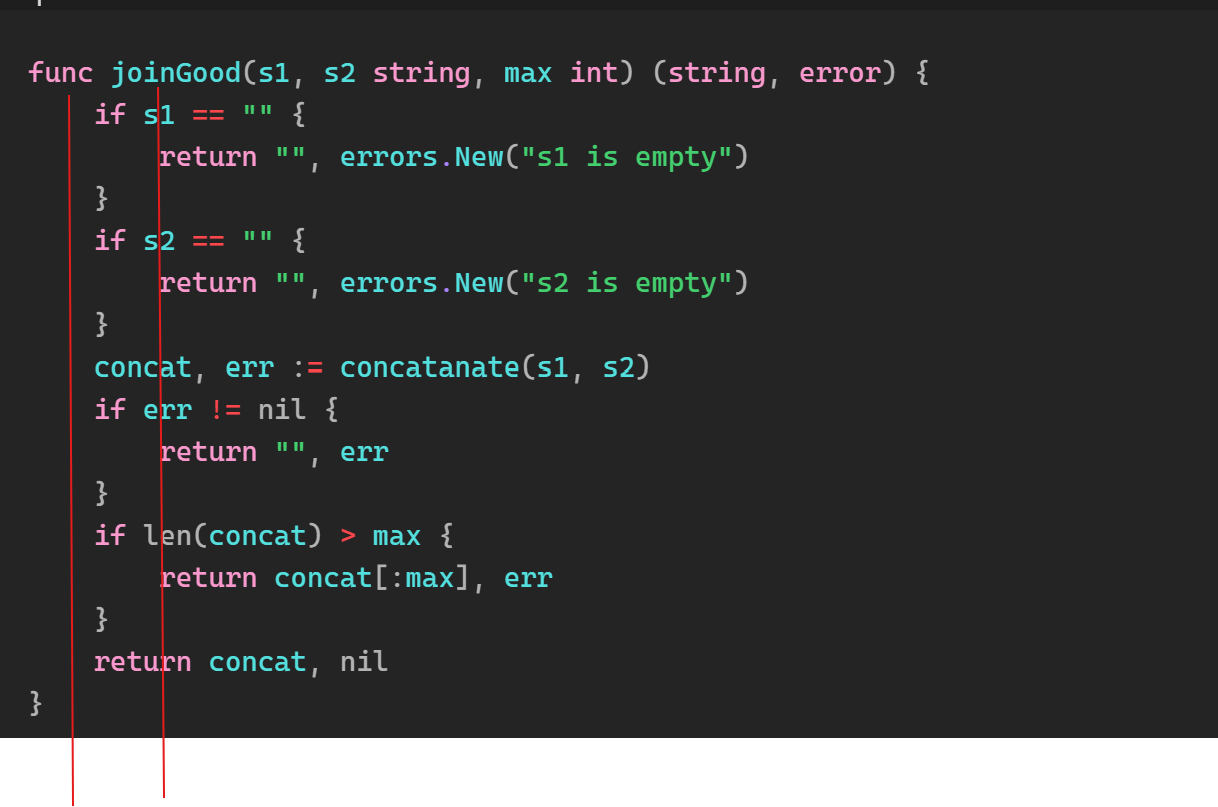 func joinGood(s1, s2 string, max int) (string, error) {
    if s1 == "" {
        return "", errors.New("s1 is empty")
    }
    if s2 == "" {
        return "", errors.New("s2 is empty")
    }
    concat, err := concatanate(s1, s2)
    if err != nil {
        return "", err
    }
    if len(concat) > max {
        return concat[:max], err
    }
    return concat, nil
}